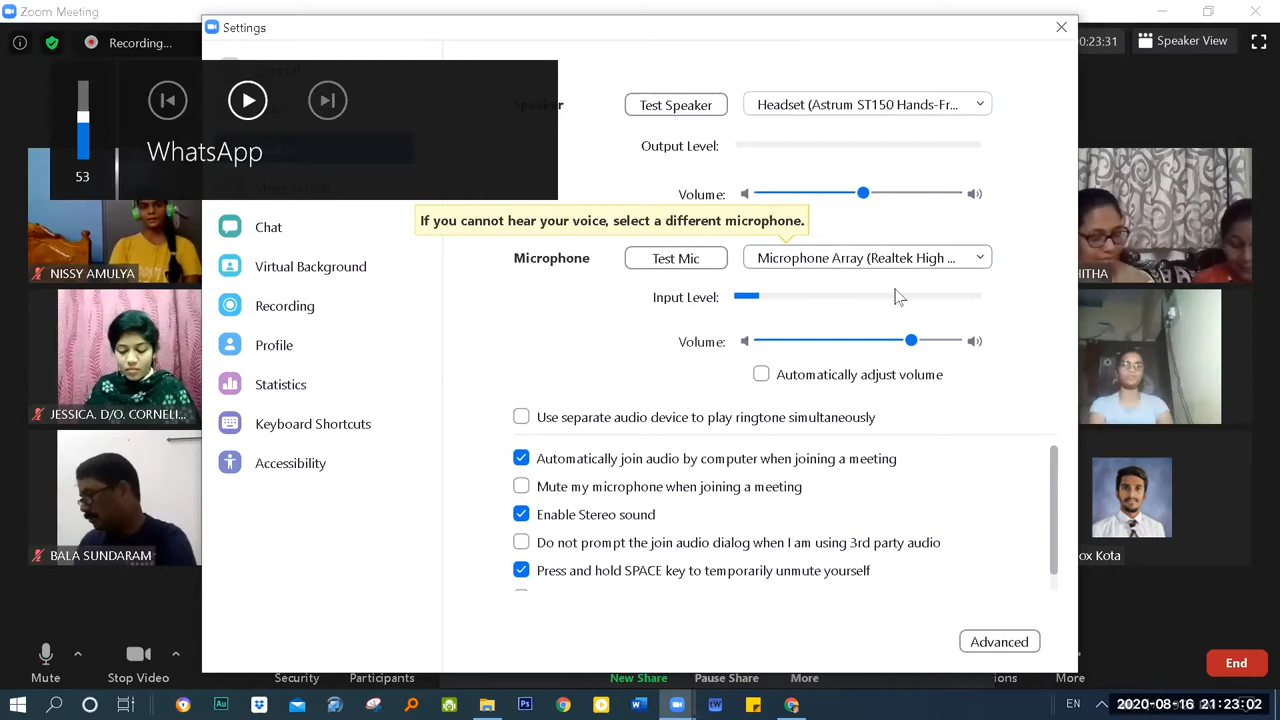 Zoom Meeting
Settings
Recording...
00:23:31
Speaker View
Test Speaker
Headset (Astrum ST150 Hands-Fr...
Output Level:
WhatsApp
53
Volume:
If you cannot hear your voice, select a different microphone.
Chat
Microphone
Test Mic
Microphone Array (Realtek High ...
Virtual Background
NISSY AMULYA
HITHA
Input Level:
Recording
Volume:
Profile
Automatically adjust volume
Statistics
JESSICA. D/O. CORNELI...
Use separate audio device to play ringtone simultaneously
Keyboard Shortcuts
Automatically join audio by computer when joining a meeting
Accessibility
Mute my microphone when joining a meeting
Enable Stereo sound
Do not prompt the join audio dialog when I am using 3rd party audio
BALA SUNDARAM
ox Kota
Press and hold SPACE key to temporarily unmute yourself
Advanced
End
Mute
Stop Video
Security
Participants
New Share
Pause Share
More
ions
More
EN
2020-08-16 21:23:02